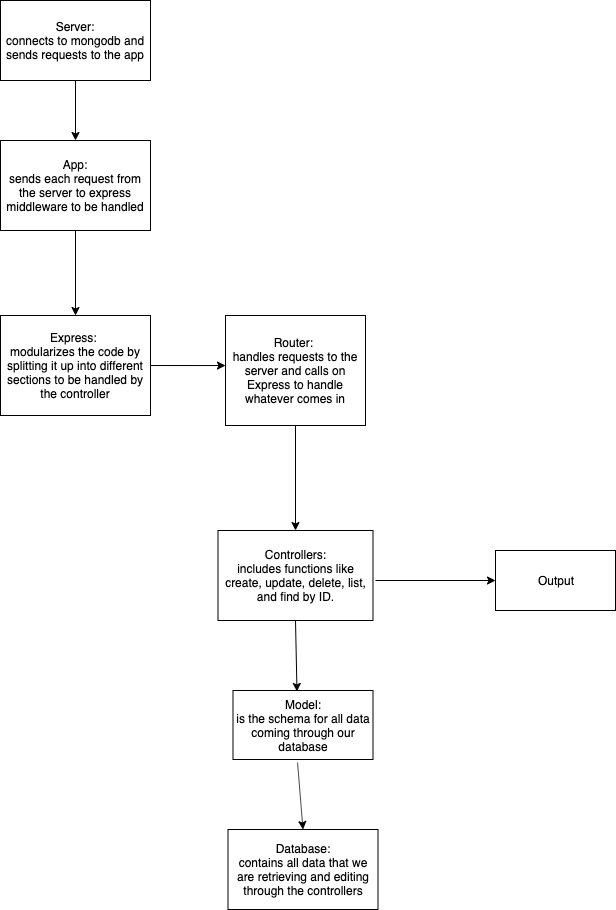 Server:
connects to mongodb and
sends requests to the app
App:
sends each request from
the server to express
middleware to be handled
Express:
modularizes the code by
splitting it up into different
sections to be handled by
the controller
Router:
handles requests to the
server and calls on
Express to handle
whatever comes in
Controllers:
includes functions like
create, update, delete, list,
and find by ID.
Output
Model:
is the schema for all data
coming through our
database
Database:
contains all data that we
are retrieving and editing
through the controllers